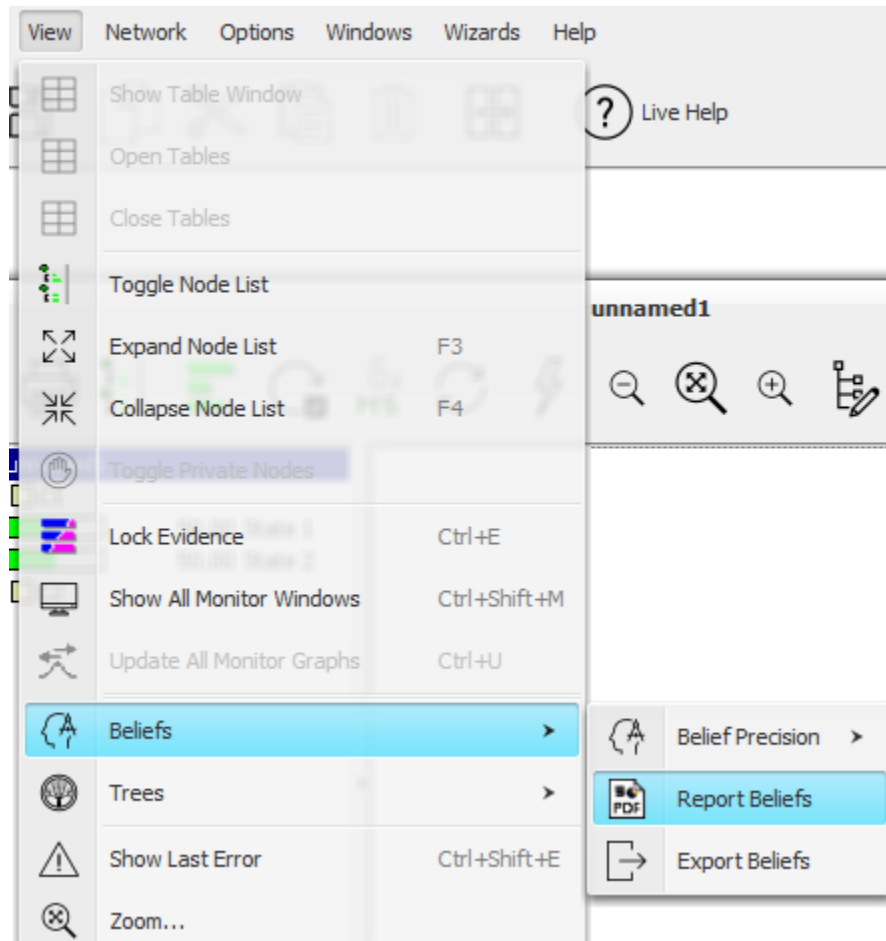 View Network Options Windows Wizards Help
Show Table Window
? Live Help
Open Tables
Close Tables
Toggle Node List
unnamed1
Expand Node List F3
Collapse Node List F4
Toggle Private Nodes
Lock Evidence Ctrl+E
Show All Monitor Windows Ctrl+Shift+M
Update All Monitor Graphs Ctrl+U
Beliefs
Belief Precision
Trees
PDF Report Beliefs
Show Last Error Ctrl+Shift+E
Export Beliefs
Zoom...